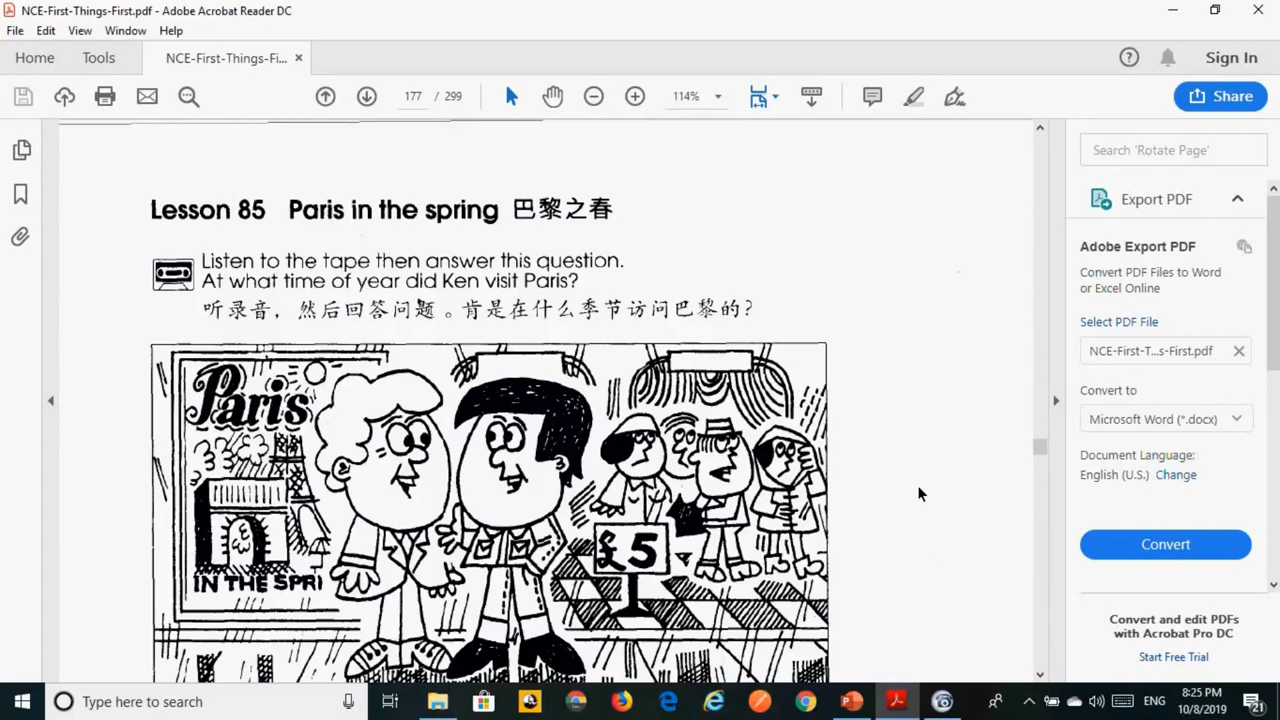 NCE-First-Things-First.pdf - Adobe Acrobat Reader DC
File Edit View Window Help
Home Tools NCE-First-Things-Fi... Sign In
177 / 299 114% Share
Search 'Rotate Page'
Export PDF
Adobe Export PDF
Convert PDF Files to Word
or Excel Online
Select PDF File
NCE-First-T...s-First.pdf
Convert to
Microsoft Word (*.docx)
Document Language:
English (U.S.) Change
Convert
Convert and edit PDFs
with Acrobat Pro DC
Start Free Trial
Lesson 85 Paris in the spring 巴黎之春
Listen to the tape then answer this question.
At what time of year did Ken visit Paris?
听录音，然后回答问题。肯是在什么季节访问巴黎的？
Paris
IN THE SPRI
£5
Type here to search
ENG
8:25 PM
10/8/2019
21